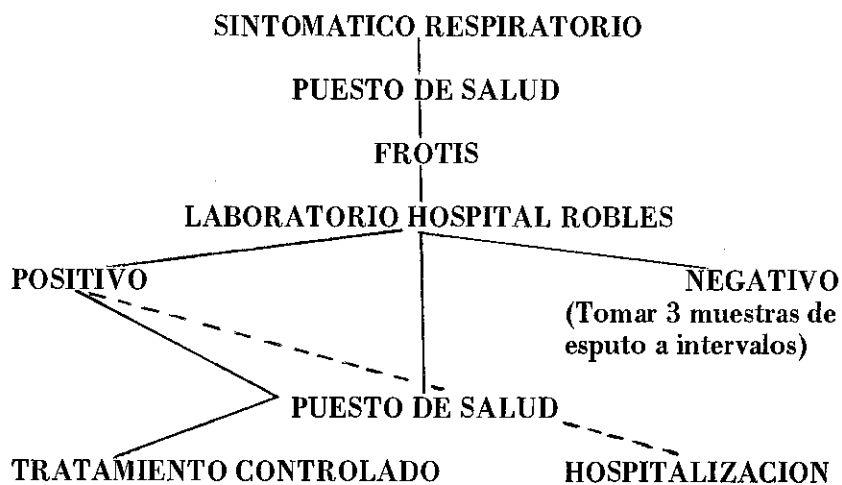 SINTOMATICO RESPIRATORIO
PUESTO DE SALUD
FROTIS
LABORATORIO HOSPITAL ROBLES
POSITIVO
NEGATIVO
(Tomar 3 muestras de
esputo a intervalos)
PUESTO DE SALUD
TRATAMIENTO CONTROLADO
HOSPITALIZACION